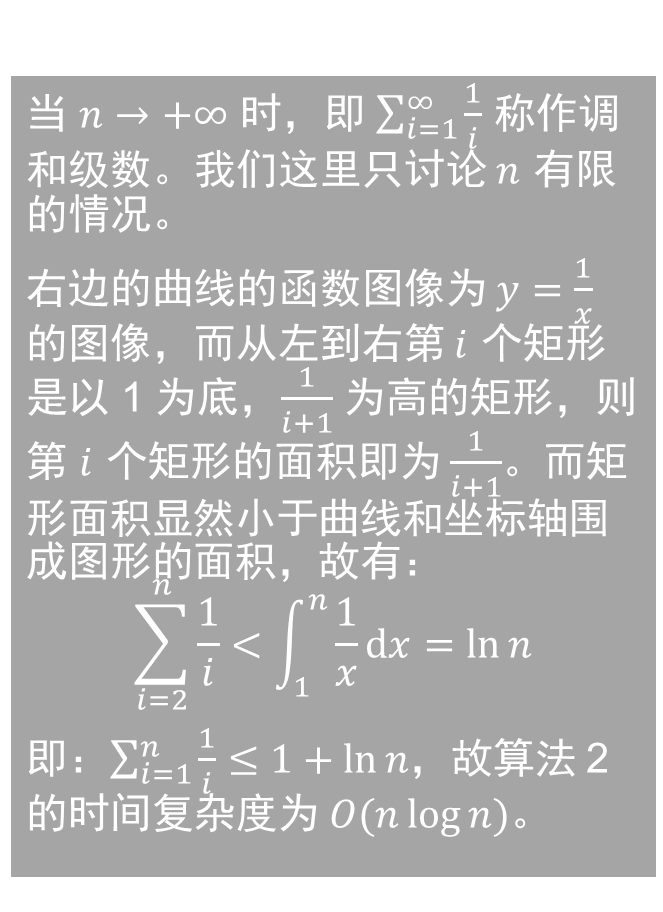 当 $n \to +\infty$ 时，即 $\sum_{i=1}^{\infty} \frac{1}{i}$ 称作调
和级数。我们这里只讨论 $n$ 有限
的情况。
右边的曲线的函数图像为 $y = \frac{1}{x}$
的图像，而从左到右第 $i$ 个矩形
是以 1 为底，$\frac{1}{i+1}$ 为高的矩形，则
第 $i$ 个矩形的面积即为 $\frac{1}{i+1}$。而矩
形面积显然小于曲线和坐标轴围
成图形的面积，故有：
$\sum_{i=2}^{n} \frac{1}{i} < \int_{1}^{n} \frac{1}{x} \mathrm{d}x = \ln n$
即：$\sum_{i=1}^{n} \frac{1}{i} \leq 1 + \ln n$，故算法 2
的时间复杂度为 $O(n \log n)$。